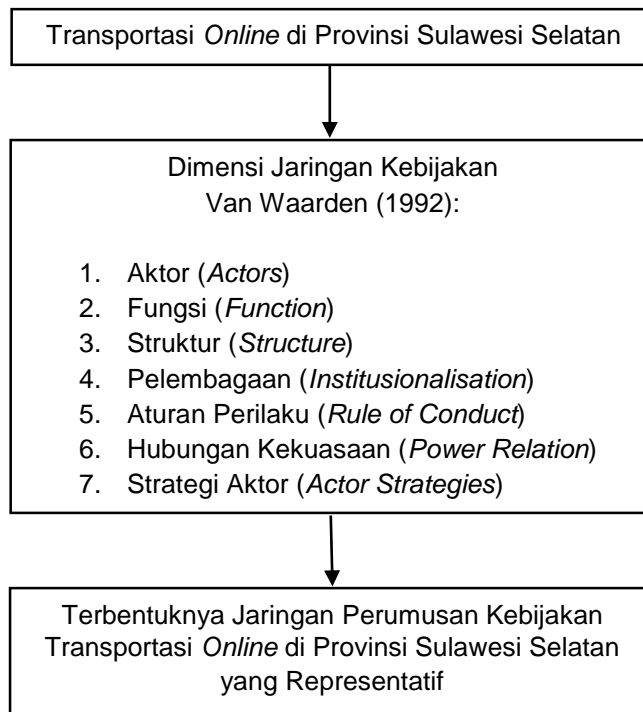 Transportasi Online di Provinsi Sulawesi Selatan
Dimensi Jaringan Kebijakan
Van Waarden (1992):
1. Aktor (Actors)
2. Fungsi (Function)
3. Struktur (Structure)
4. Pelembagaan (Institusionalisation)
5. Aturan Perilaku (Rule of Conduct)
6. Hubungan Kekuasaan (Power Relation)
7. Strategi Aktor (Actor Strategies)
Terbentuknya Jaringan Perumusan Kebijakan
Transportasi Online di Provinsi Sulawesi Selatan
yang Representatif